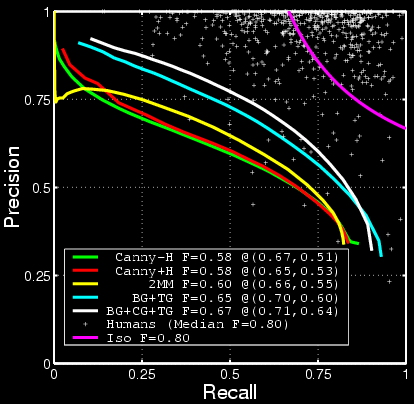 1
0.75
Precision
0.5
0.25
0
Canny-H F=0.58 @(0.67,0.51)
Canny+H F=0.58 @(0.65,0.53)
2MM F=0.60 @(0.66,0.55)
BG+TG F=0.65 @(0.70,0.60)
BG+CG+TG F=0.67 @(0.71,0.64)
Humans (Median F=0.80)
Iso F=0.80
0 0.25 0.5 0.75 1
Recall